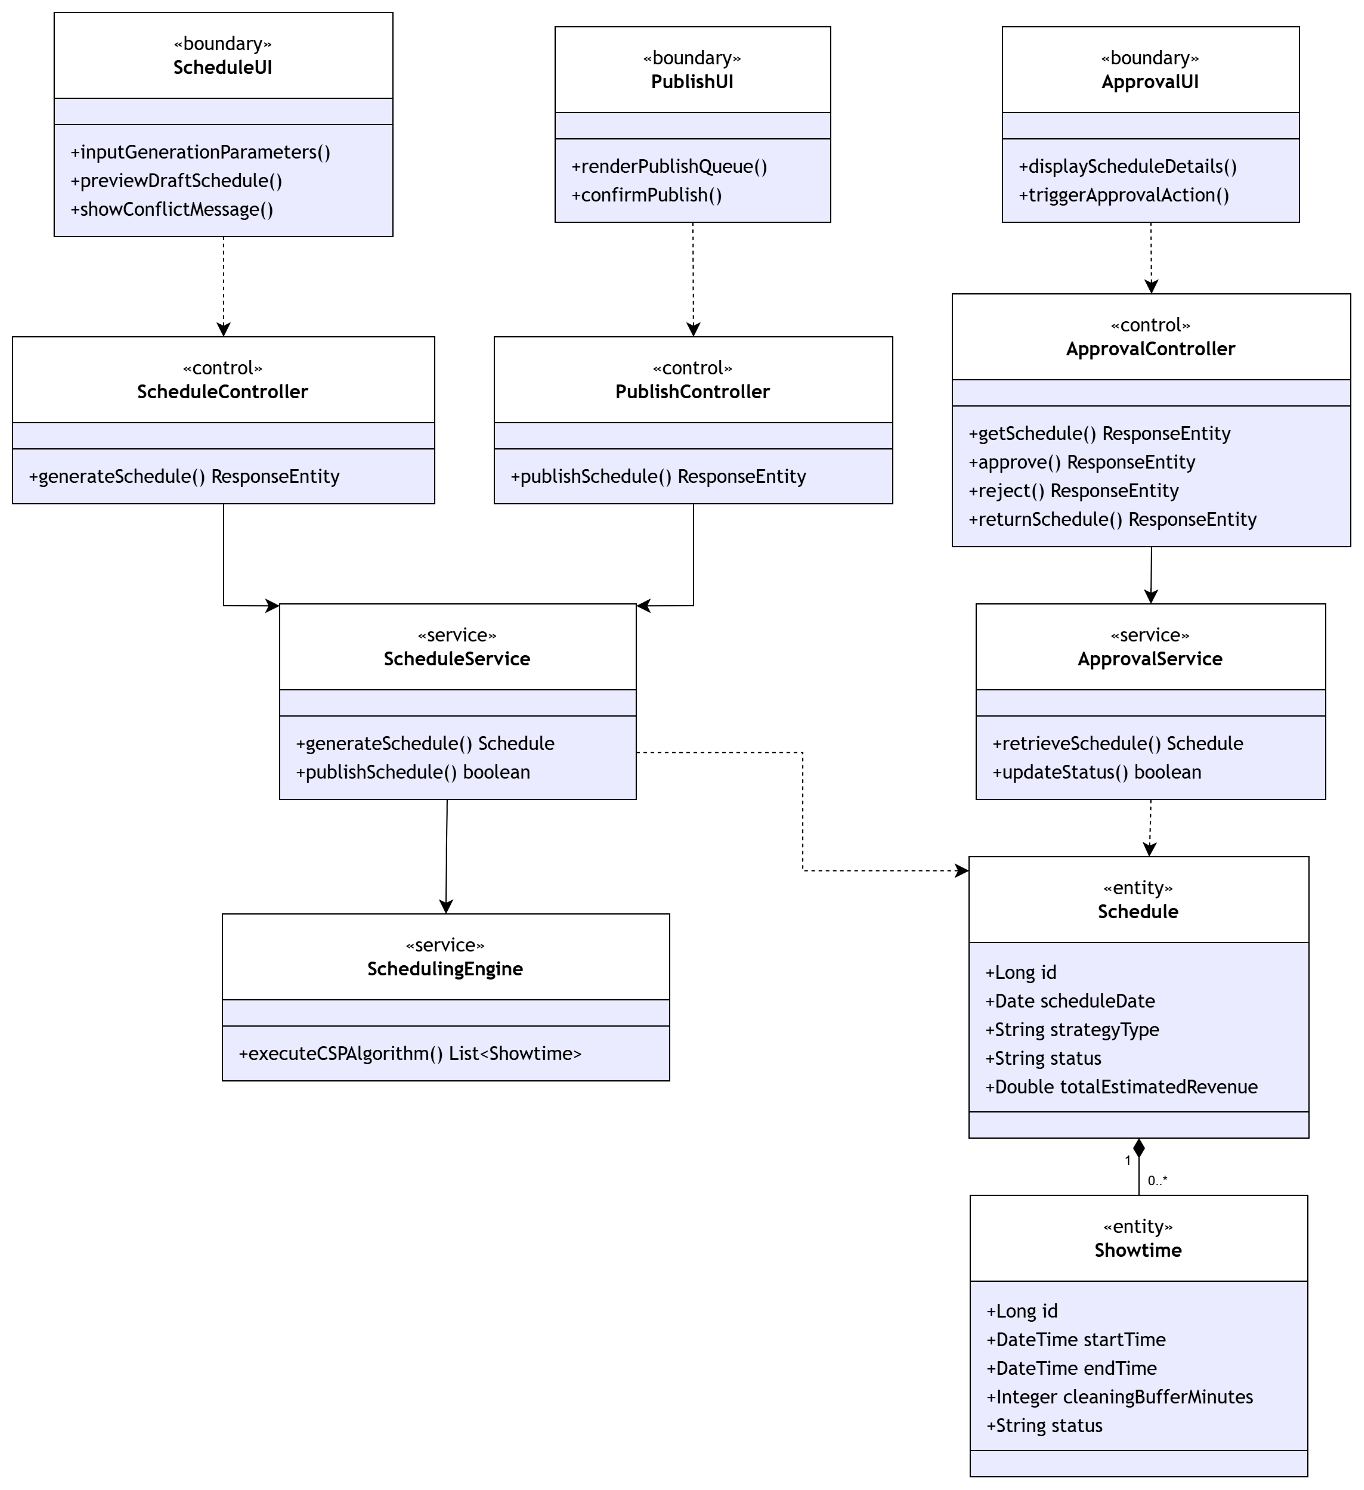 «boundary»
ScheduleUI
+inputGenerationParameters()
+previewDraftSchedule()
+showConflictMessage()
«boundary»
PublishUI
+renderPublishQueue()
+confirmPublish()
«boundary»
ApprovalUI
+displayScheduleDetails()
+triggerApprovalAction()
«control»
ScheduleController
+generateSchedule() ResponseEntity
«control»
PublishController
+publishSchedule() ResponseEntity
«control»
ApprovalController
+getSchedule() ResponseEntity
+approve() ResponseEntity
+reject() ResponseEntity
+returnSchedule() ResponseEntity
«service»
ScheduleService
+generateSchedule() Schedule
+publishSchedule() boolean
«service»
ApprovalService
+retrieveSchedule() Schedule
+updateStatus() boolean
«service»
SchedulingEngine
+executeCSPAlgorithm() List<Showtime>
«entity»
Schedule
+Long id
+Date scheduleDate
+String strategyType
+String status
+Double totalEstimatedRevenue
1
0..*
«entity»
Showtime
+Long id
+DateTime startTime
+DateTime endTime
+Integer cleaningBufferMinutes
+String status